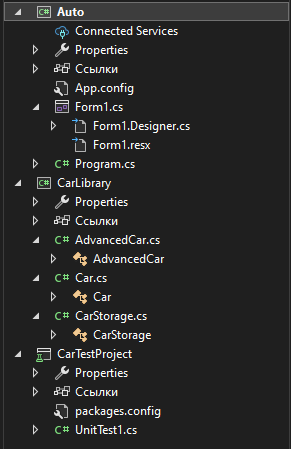 C# Auto
Connected Services
Properties
Ссылки
App.config
Form1.cs
Form1.Designer.cs
Form1.resx
C# Program.cs
C# CarLibrary
Properties
Ссылки
C# AdvancedCar.cs
AdvancedCar
C# Car.cs
Car
C# CarStorage.cs
CarStorage
CarTestProject
Properties
Ссылки
packages.config
C# UnitTest1.cs